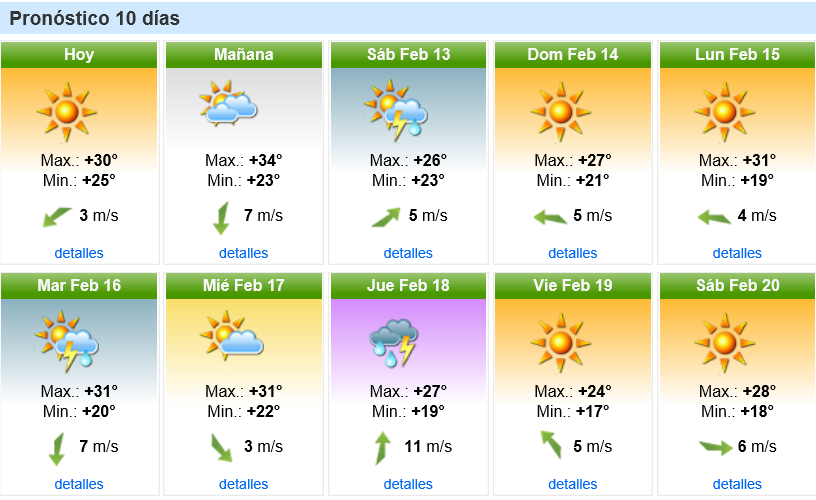 Pronóstico 10 días
Hoy Mañana Sáb Feb 13 Dom Feb 14 Lun Feb 15
Max.: +30° Max.: +34° Max.: +26° Max.: +27° Max.: +31°
Min.: +25° Min.: +23° Min.: +23° Min.: +21° Min.: +19°
3 m/s 7 m/s 5 m/s 5 m/s 4 m/s
detalles detalles detalles detalles detalles
Mar Feb 16 Mié Feb 17 Jue Feb 18 Vie Feb 19 Sáb Feb 20
Max.: +31° Max.: +31° Max.: +27° Max.: +24° Max.: +28°
Min.: +20° Min.: +22° Min.: +19° Min.: +17° Min.: +18°
7 m/s 3 m/s 11 m/s 5 m/s 6 m/s
detalles detalles detalles detalles detalles